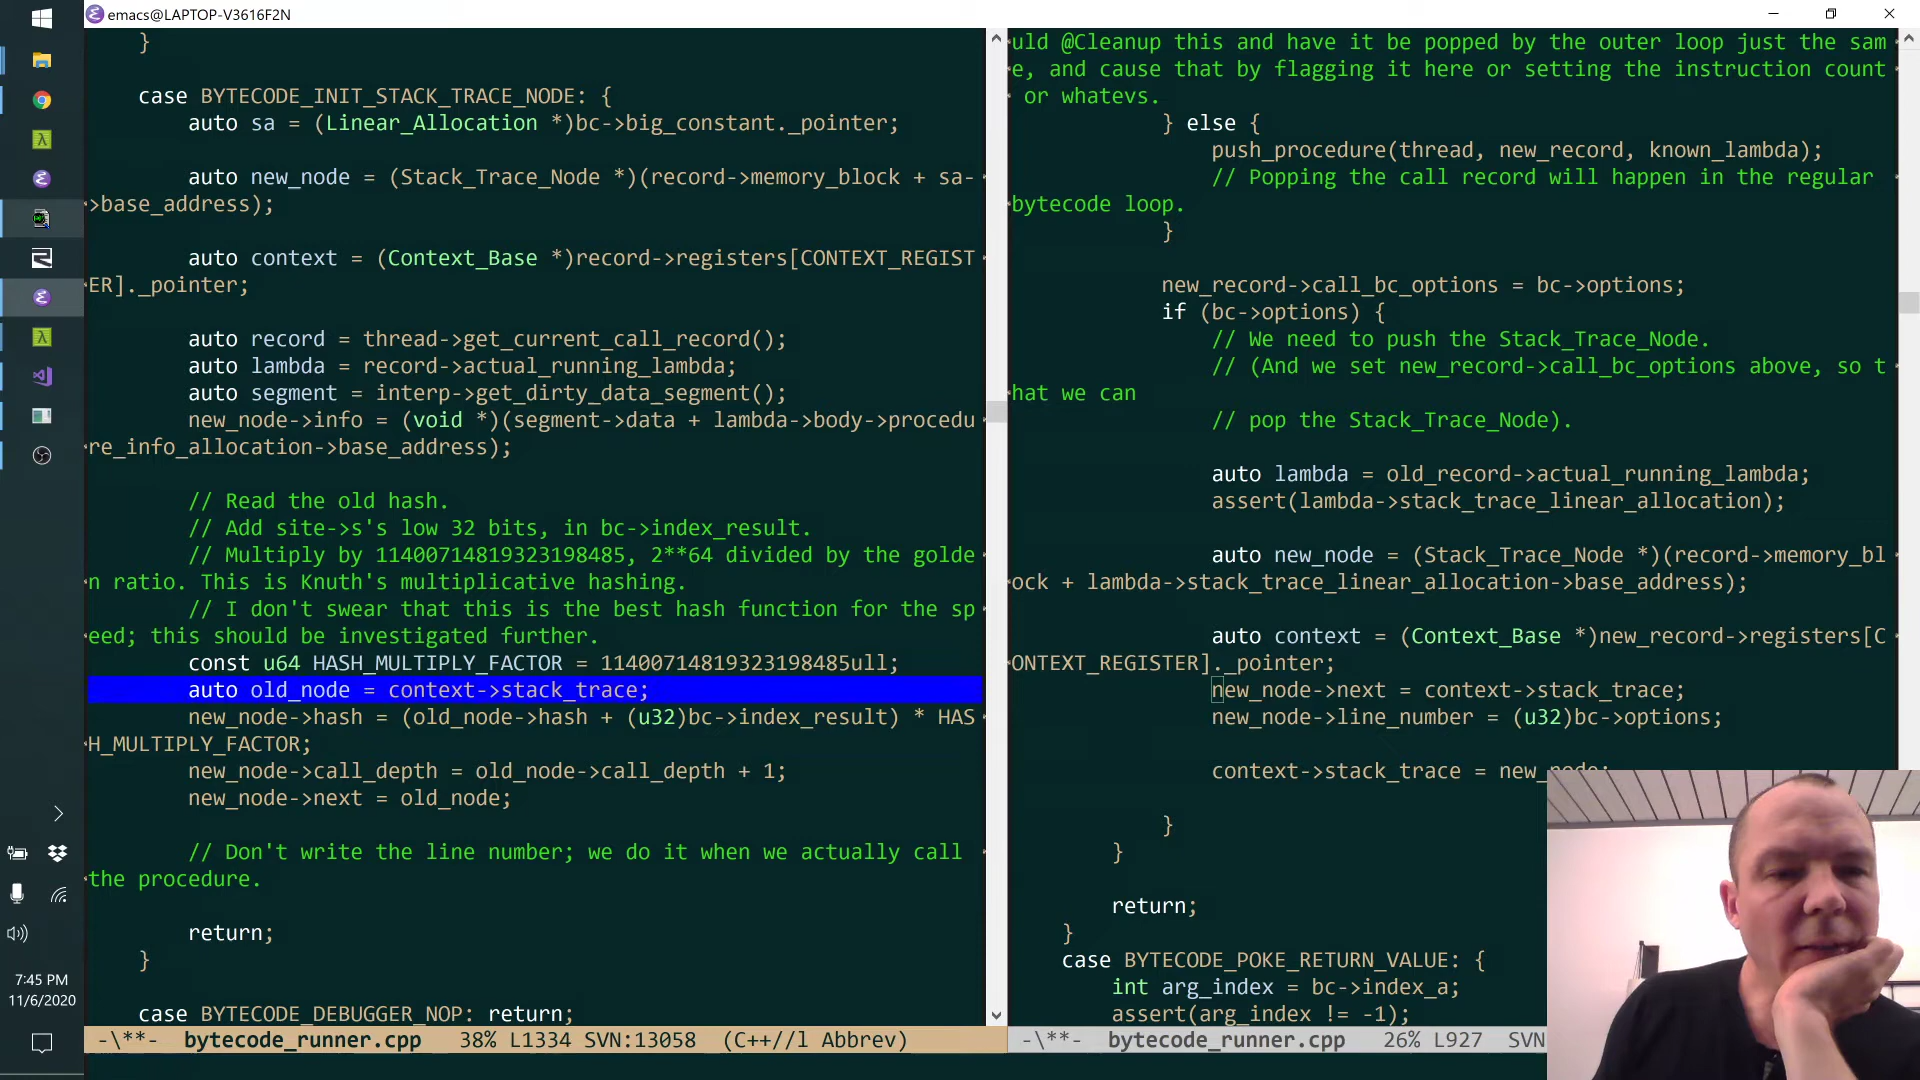 emacs@LAPTOP-V3616F2N
}
case BYTECODE_INIT_STACK_TRACE_NODE: {
auto sa = (Linear_Allocation *)bc->big_constant._pointer;
auto new_node = (Stack_Trace_Node *)(record->memory_block + sa-
>base_address);
auto context = (Context_Base *)record->registers[CONTEXT_REGIST
ER]._pointer;
auto record = thread->get_current_call_record();
auto lambda = record->actual_running_lambda;
auto segment = interp->get_dirty_data_segment();
new_node->info = (void *)(segment->data + lambda->body->procedu
re_info_allocation->base_address);
// Read the old hash.
// Add site->s's low 32 bits, in bc->index_result.
// Multiply by 11400714819323198485, 2**64 divided by the golde
n ratio. This is Knuth's multiplicative hashing.
// I don't swear that this is the best hash function for the sp
eed; this should be investigated further.
const u64 HASH_MULTIPLY_FACTOR = 11400714819323198485ull;
auto old_node = context->stack_trace;
new_node->hash = (old_node->hash + (u32)bc->index_result) * HAS
H_MULTIPLY_FACTOR;
new_node->call_depth = old_node->call_depth + 1;
new_node->next = old_node;
// Don't write the line number; we do it when we actually call
the procedure.
return;
}
case BYTECODE_DEBUGGER_NOP: return;
-\**-  bytecode_runner.cpp   38% L1334 SVN:13058  (C++//l Abbrev)
uld @Cleanup this and have it be popped by the outer loop just the sam
e, and cause that by flagging it here or setting the instruction count
or whatevs.
} else {
push_procedure(thread, new_record, known_lambda);
// Popping the call record will happen in the regular
bytecode loop.
}
new_record->call_bc_options = bc->options;
if (bc->options) {
// We need to push the Stack_Trace_Node.
// (And we set new_record->call_bc_options above, so t
hat we can
// pop the Stack_Trace_Node).
auto lambda = old_record->actual_running_lambda;
assert(lambda->stack_trace_linear_allocation);
auto new_node = (Stack_Trace_Node *)(record->memory_bl
ock + lambda->stack_trace_linear_allocation->base_address);
auto context = (Context_Base *)new_record->registers[C
ONTEXT_REGISTER]._pointer;
new_node->next = context->stack_trace;
new_node->line_number = (u32)bc->options;
context->stack_trace = new_node;
}
}
return;
}
case BYTECODE_POKE_RETURN_VALUE: {
int arg_index = bc->index_a;
assert(arg_index != -1);
-\**-  bytecode_runner.cpp   26% L927  SVN
7:45 PM
11/6/2020